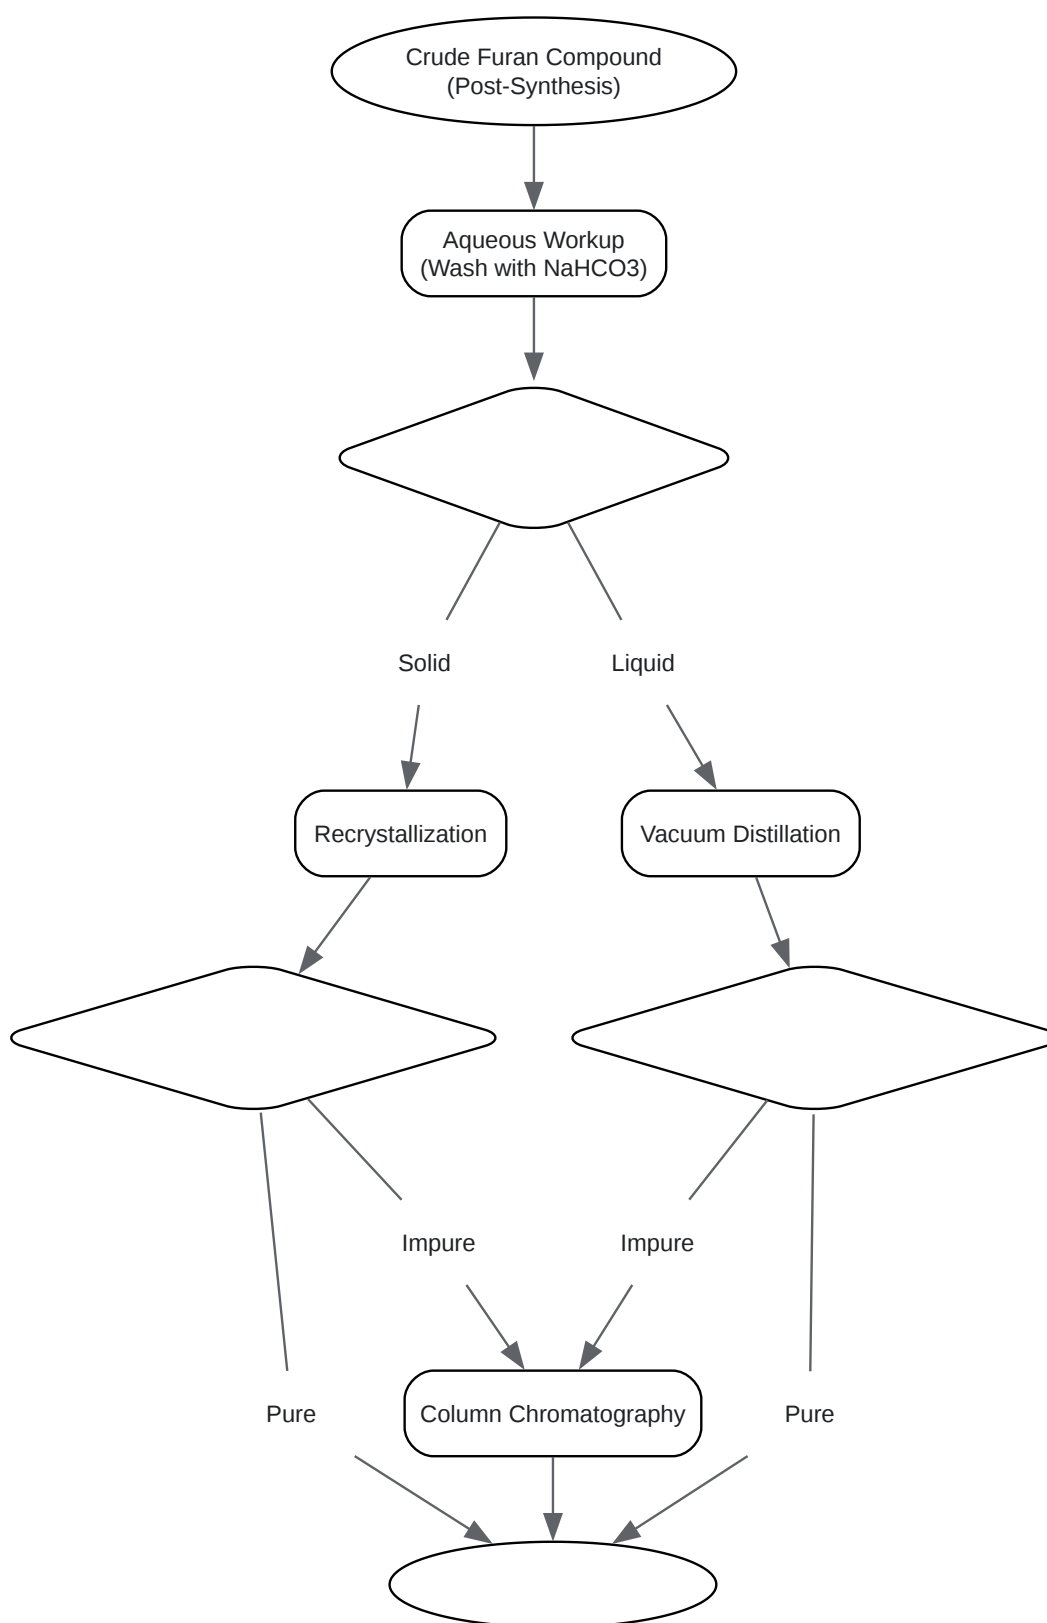 Crude Furan Compound
(Post-Synthesis)
Aqueous Workup
(Wash with NaHCO3)
Solid
Liquid
Recrystallization
Vacuum Distillation
Impure
Impure
Pure
Column Chromatography
Pure